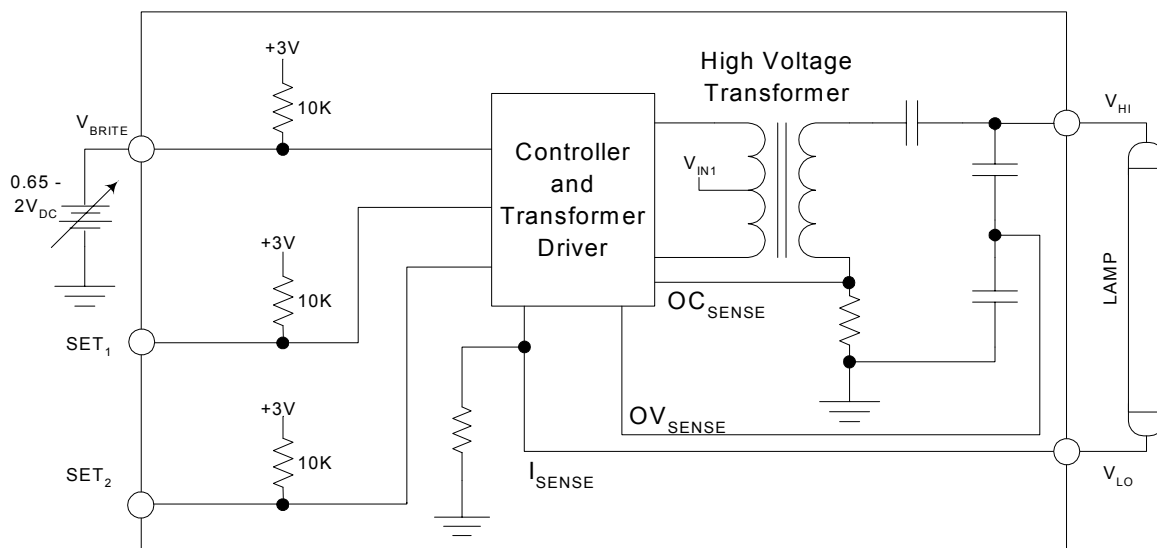 +3V
High Voltage
Transformer
10K
V_BRITE
V_HI
Controller
and
Transformer
Driver
V_IN1
0.65 -
2V_DC
+3V
10K
LAMP
OC_SENSE
SET_1
+3V
OV_SENSE
10K
SET_2
I_SENSE
V_LO